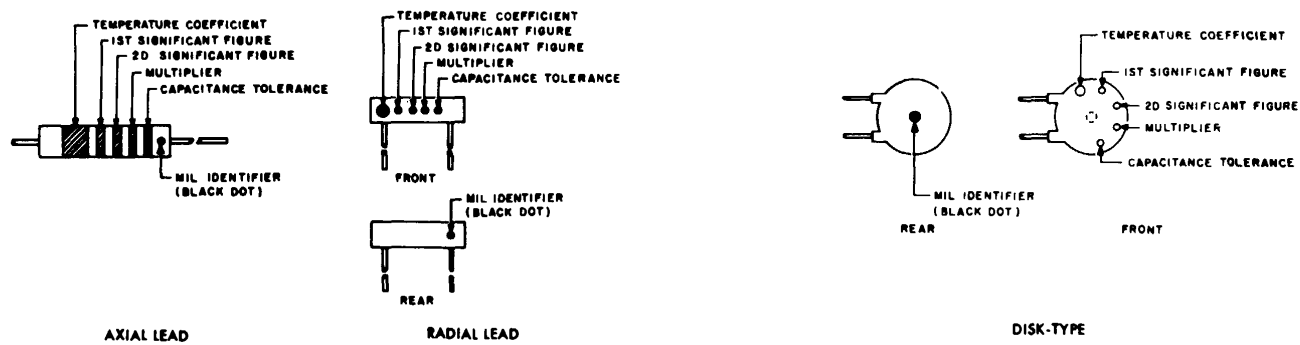 TEMPERATURE COEFFICIENT
1ST SIGNIFICANT FIGURE
2D SIGNIFICANT FIGURE
MULTIPLIER
CAPACITANCE TOLERANCE
MIL IDENTIFIER
(BLACK DOT)
AXIAL LEAD
TEMPERATURE COEFFICIENT
1ST SIGNIFICANT FIGURE
2D SIGNIFICANT FIGURE
MULTIPLIER
CAPACITANCE TOLERANCE
FRONT
MIL IDENTIFIER
(BLACK DOT)
REAR
RADIAL LEAD
MIL IDENTIFIER
(BLACK DOT)
REAR
TEMPERATURE COEFFICIENT
1ST SIGNIFICANT FIGURE
2D SIGNIFICANT FIGURE
MULTIPLIER
CAPACITANCE TOLERANCE
FRONT
DISK-TYPE